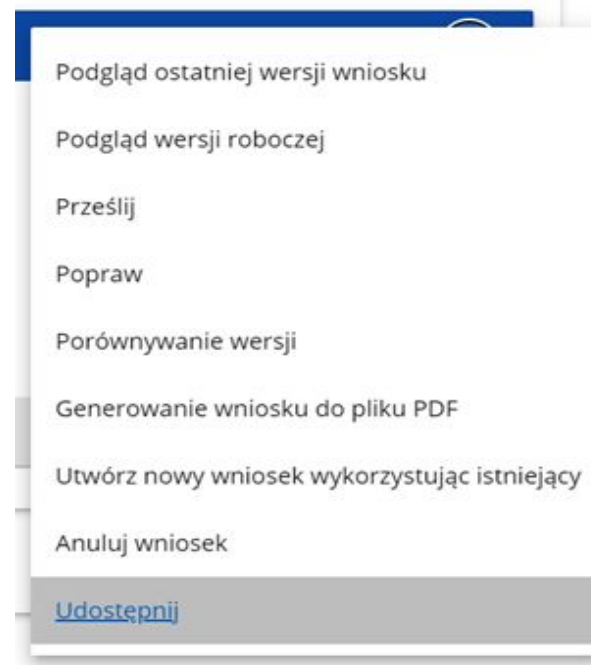 Podgląd ostatniej wersji wniosku
Podgląd wersji roboczej
Prześlij
Popraw
Porównywanie wersji
Generowanie wniosku do pliku PDF
Utwórz nowy wniosek wykorzystując istniejący
Anuluj wniosek
Udostępnij